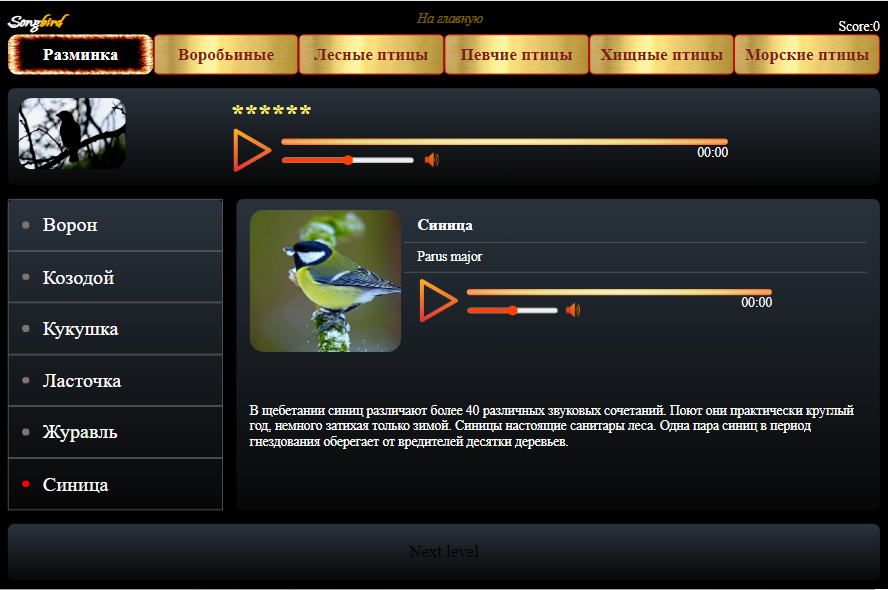 Songbird
На главную
Score:0
Разминка
Воробьиные
Лесные птицы
Певчие птицы
Хищные птицы
Морские птицы
******
00:00
Ворон
Козодой
Кукушка
Ласточка
Журавль
Синица
Синица
Parus major
00:00
В щебетании синиц различают более 40 различных звуковых сочетаний. Поют они практически круглый
год, немного затихая только зимой. Синицы настоящие санитары леса. Одна пара синиц в период
гнездования оберегает от вредителей десятки деревьев.
Next level